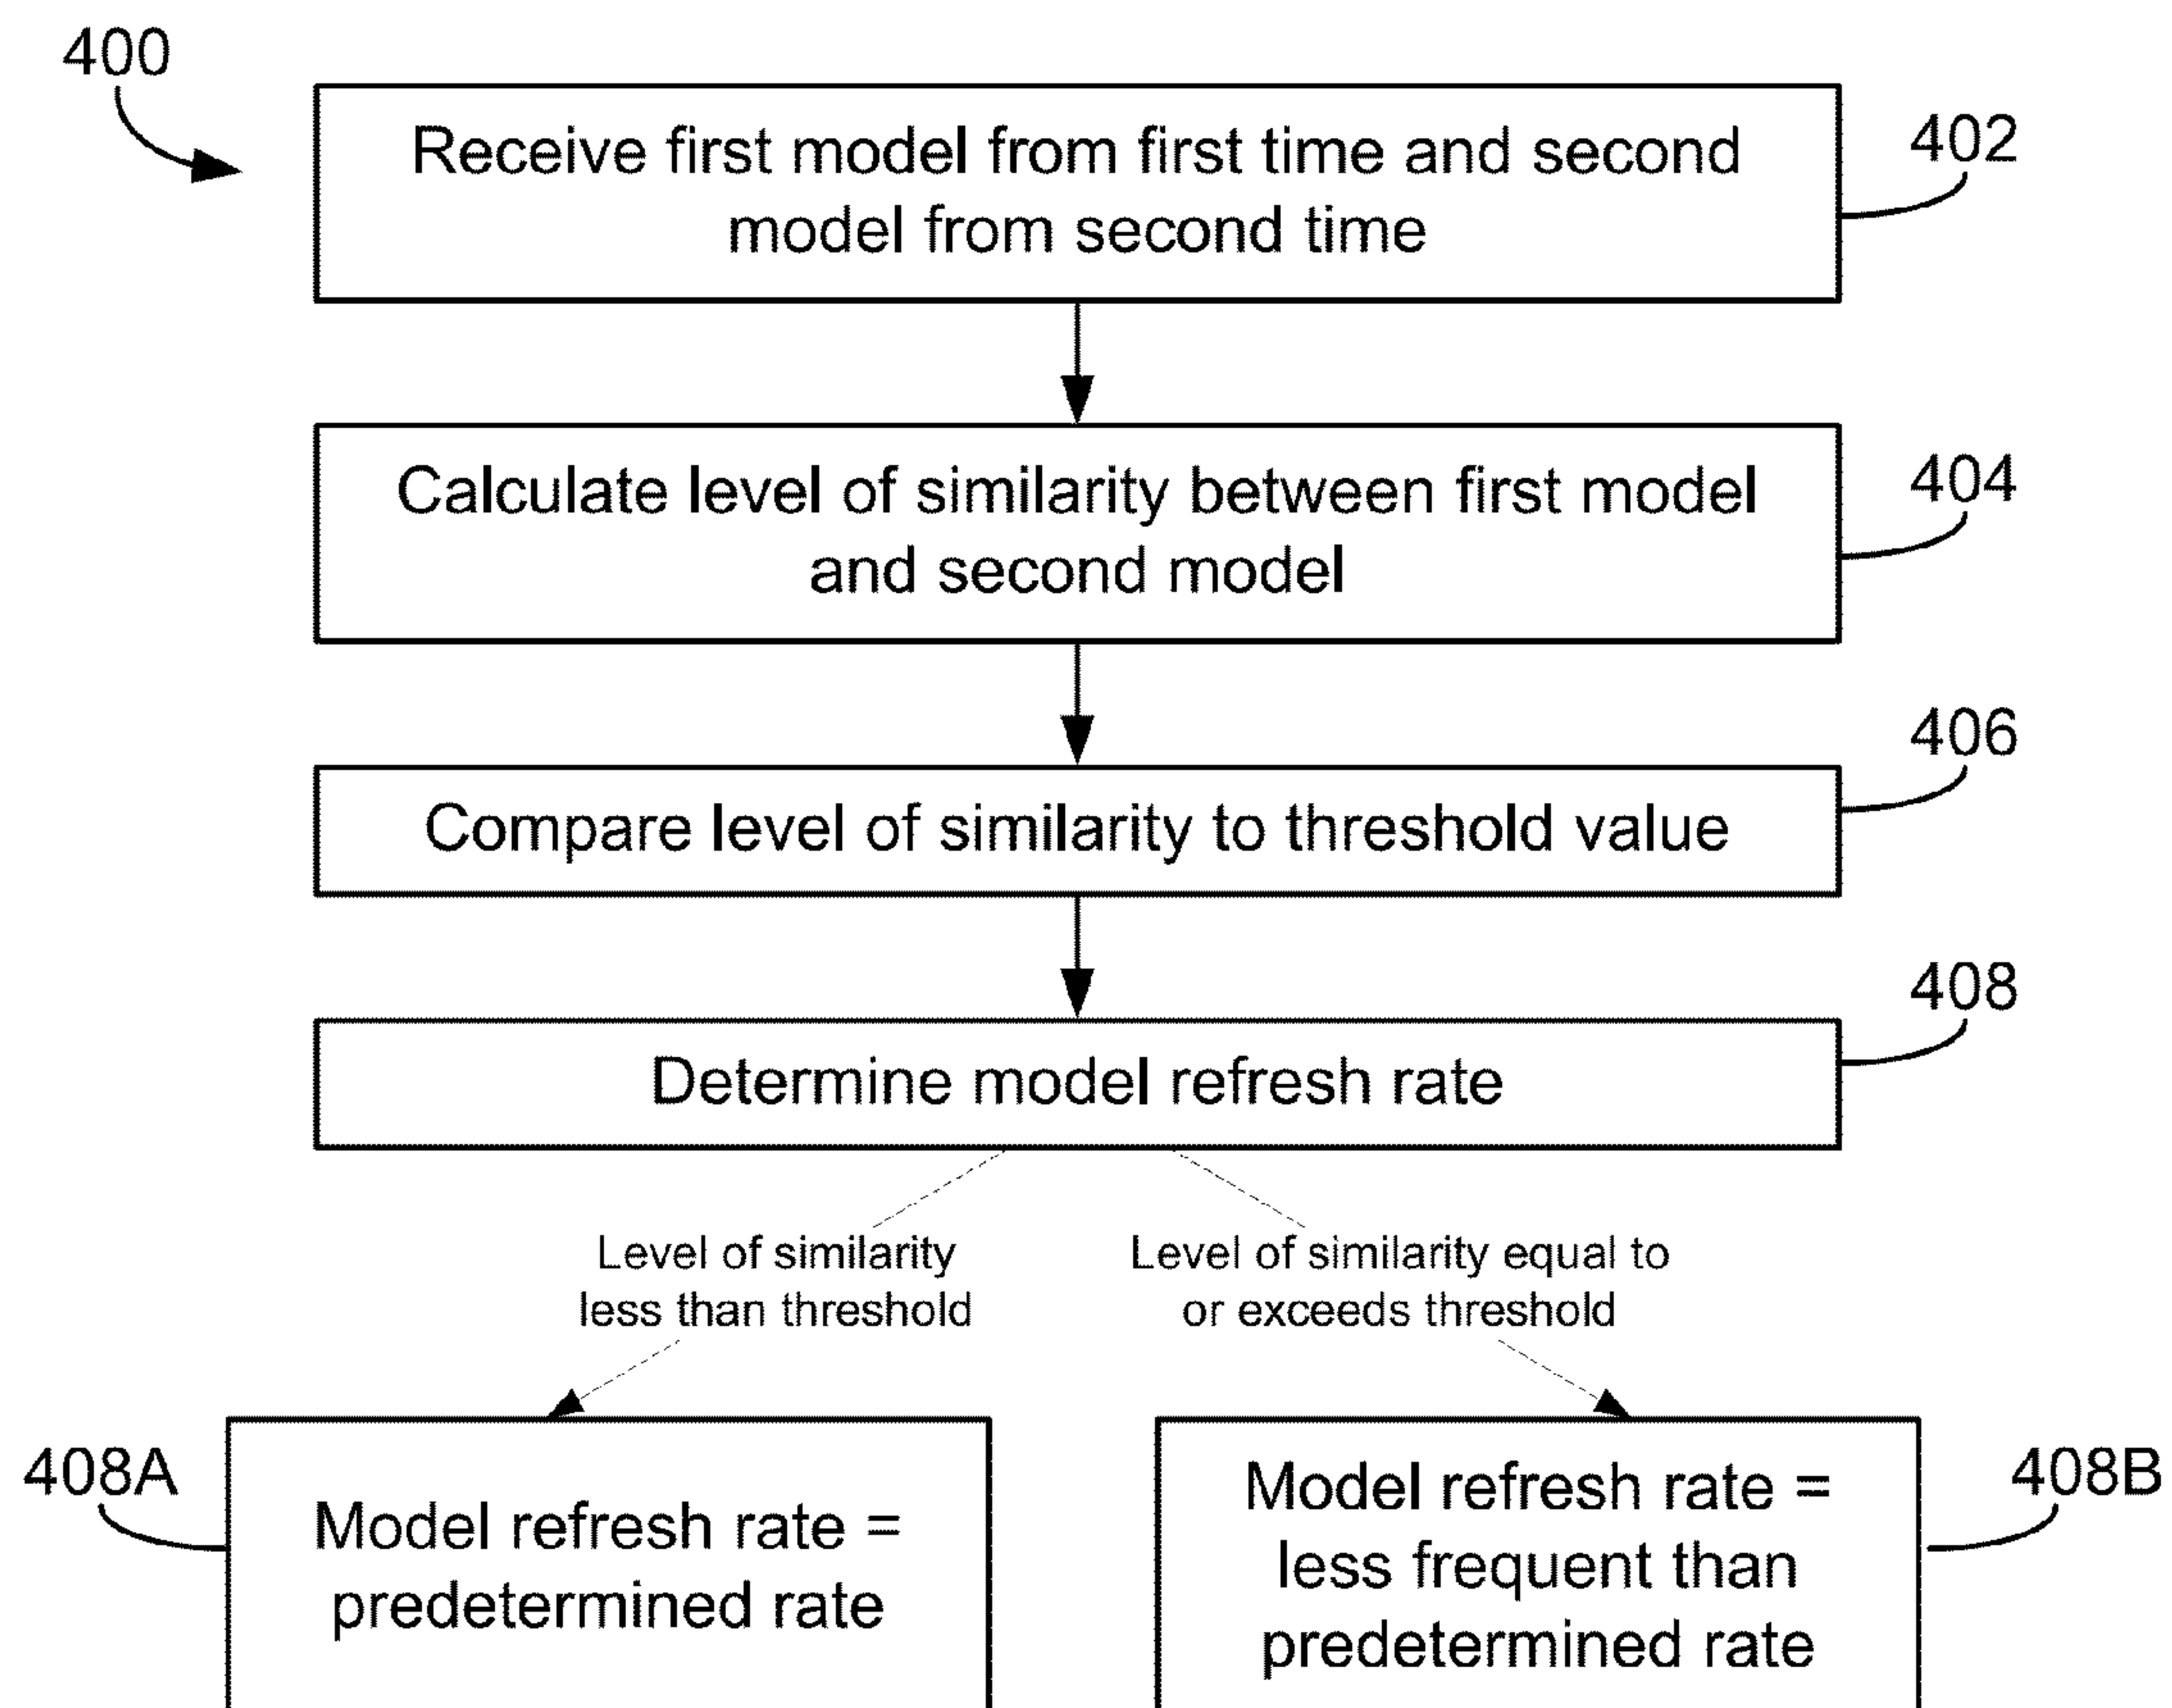 400
Receive first model from first time and second
model from second time
402
Calculate level of similarity between first model
and second model
404
Compare level of similarity to threshold value
406
Determine model refresh rate
408
Level of similarity
less than threshold
Level of similarity equal to
or exceeds threshold
408A
Model refresh rate =
predetermined rate
Model refresh rate =
less frequent than
predetermined rate
408B